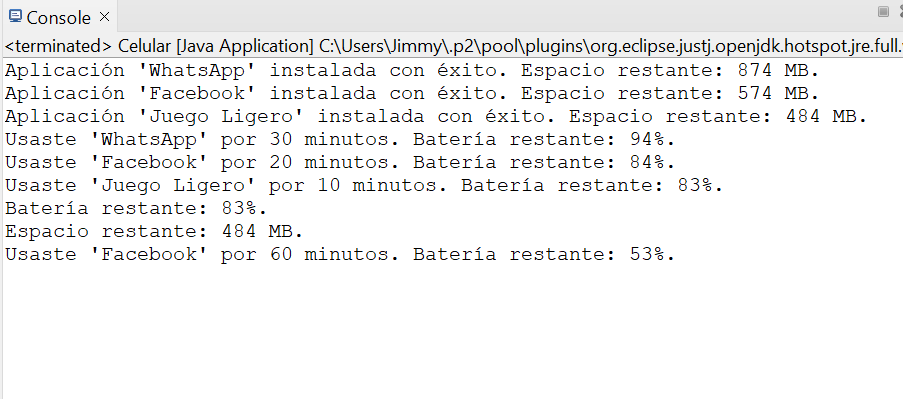 Console
<terminated> Celular [Java Application] C:\Users\Jimmy\.p2\pool\plugins\org.eclipse.justj.openjdk.hotspot.jre.full.
Aplicación 'WhatsApp' instalada con éxito. Espacio restante: 874 MB.
Aplicación 'Facebook' instalada con éxito. Espacio restante: 574 MB.
Aplicación 'Juego Ligero' instalada con éxito. Espacio restante: 484 MB.
Usaste 'WhatsApp' por 30 minutos. Batería restante: 94%.
Usaste 'Facebook' por 20 minutos. Batería restante: 84%.
Usaste 'Juego Ligero' por 10 minutos. Batería restante: 83%.
Batería restante: 83%.
Espacio restante: 484 MB.
Usaste 'Facebook' por 60 minutos. Batería restante: 53%.